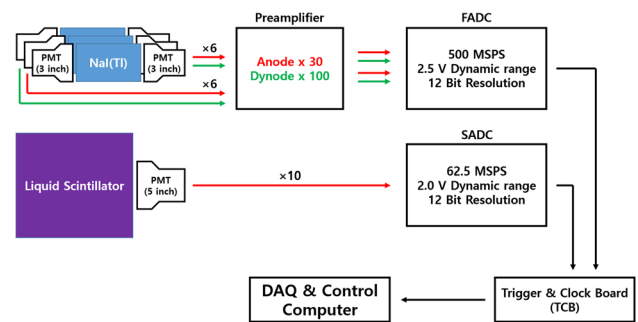 Preamplifier
FADC
PMT
(3 inch)
NaI(Tl)
PMT
(3 inch)
×6
×6
Anode x 30
Dynode x 100
500 MSPS
2.5 V Dynamic range
12 Bit Resolution
SADC
Liquid Scintillator
PMT
(5 inch)
×10
62.5 MSPS
2.0 V Dynamic range
12 Bit Resolution
DAQ & Control
Computer
Trigger & Clock Board
(TCB)